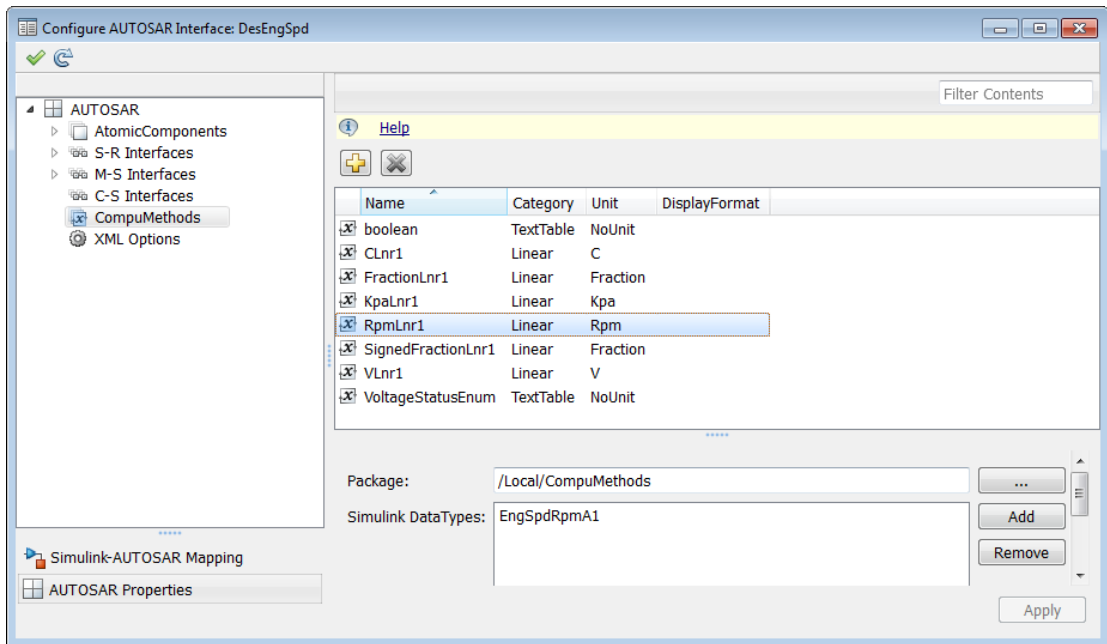 Configure AUTOSAR Interface: DesEngSpd
Filter Contents
AUTOSAR
AtomicComponents
S-R Interfaces
M-S Interfaces
C-S Interfaces
CompuMethods
XML Options
Help
Name Category Unit DisplayFormat
boolean TextTable NoUnit
CLnr1 Linear C
FractionLnr1 Linear Fraction
KpaLnr1 Linear Kpa
RpmLnr1 Linear Rpm
SignedFractionLnr1 Linear Fraction
VLnr1 Linear V
VoltageStatusEnum TextTable NoUnit
Package: /Local/CompuMethods ...
Simulink DataTypes: EngSpdRpmA1 Add
Remove
Simulink-AUTOSAR Mapping
AUTOSAR Properties
Apply